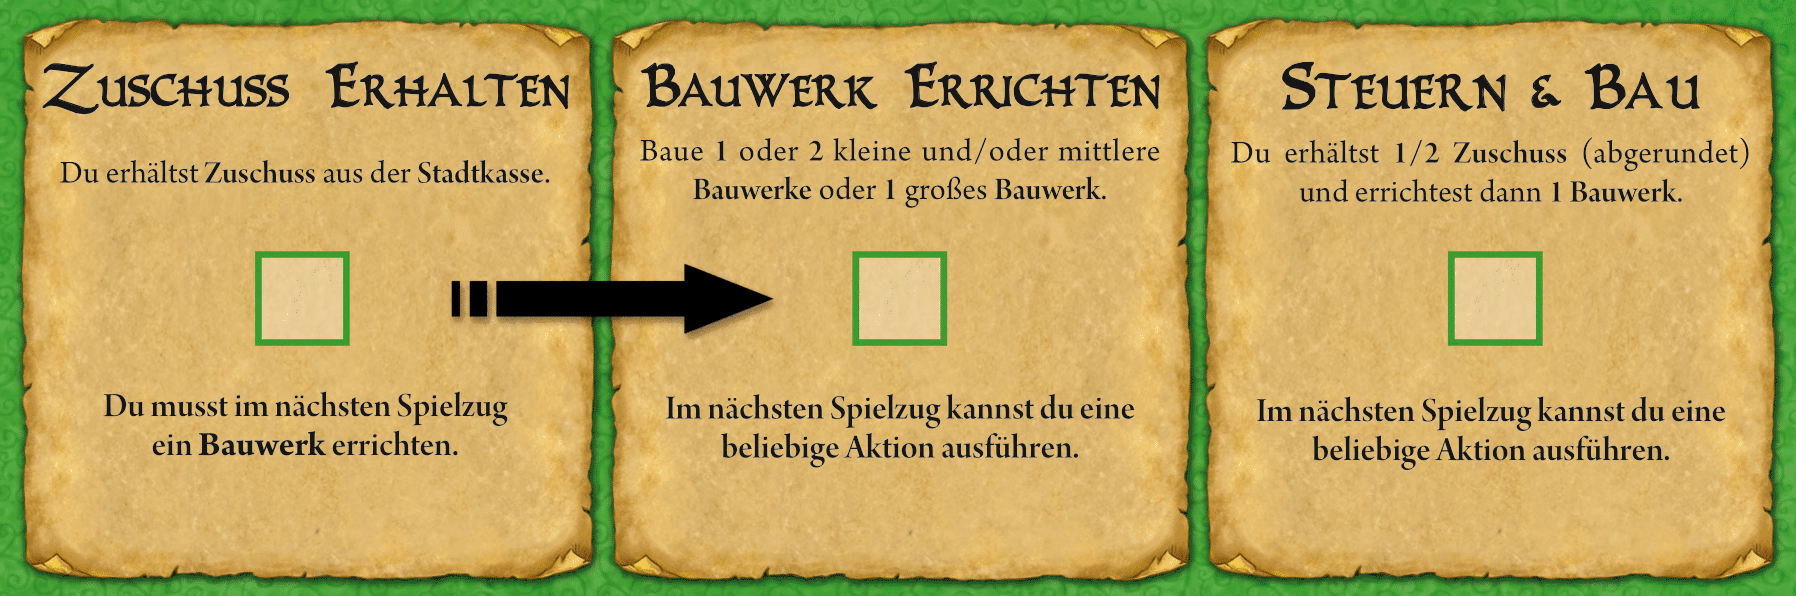 Zuschuss Erhalten
Du erhältst Zuschuss aus der Stadtkasse.
Du musst im nächsten Spielzug
ein Bauwerk errichten.
Bauwerk Errichten
Baue 1 oder 2 kleine und/oder mittlere
Bauwerke oder 1 großes Bauwerk.
Im nächsten Spielzug kannst du eine
beliebige Aktion ausführen.
Steuern & Bau
Du erhältst 1/2 Zuschuss (abgerundet)
und errichtest dann 1 Bauwerk.
Im nächsten Spielzug kannst du eine
beliebige Aktion ausführen.